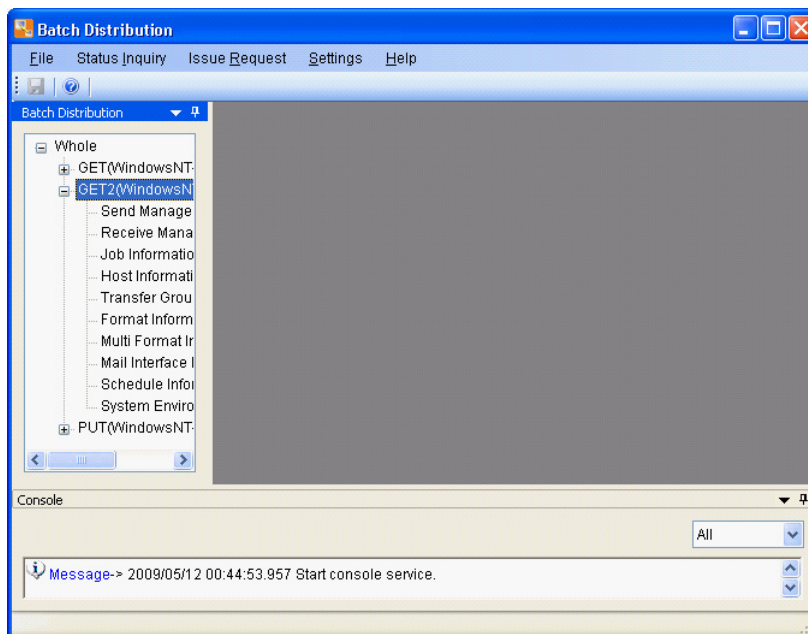 Batch Distribution
File Status Inquiry Issue Request Settings Help
Batch Distribution
Whole
GET(WindowsNT-
GET2(WindowsN
Send Manage
Receive Mana
Job Informatio
Host Informati
Transfer Grou
Format Inform
Multi Format Ir
Mail Interface I
Schedule Infor
System Enviro
PUT(WindowsNT-
Console
All
Message-> 2009/05/12 00:44:53.957 Start console service.